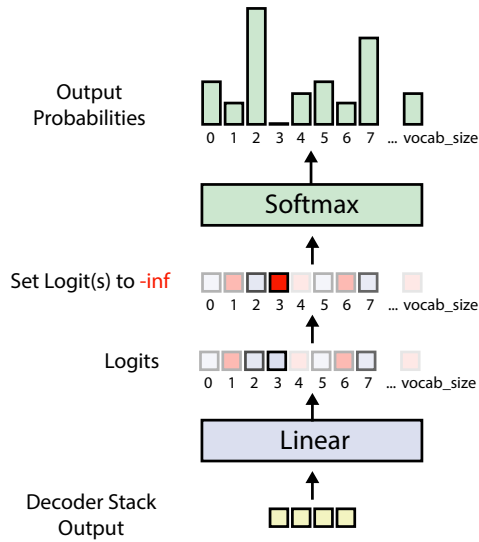 Output
Probabilities
0 1 2 3 4 5 6 7 ... vocab_size
Softmax
Set Logit(s) to -inf
0 1 2 3 4 5 6 7 ... vocab_size
Logits
0 1 2 3 4 5 6 7 ... vocab_size
Linear
Decoder Stack
Output